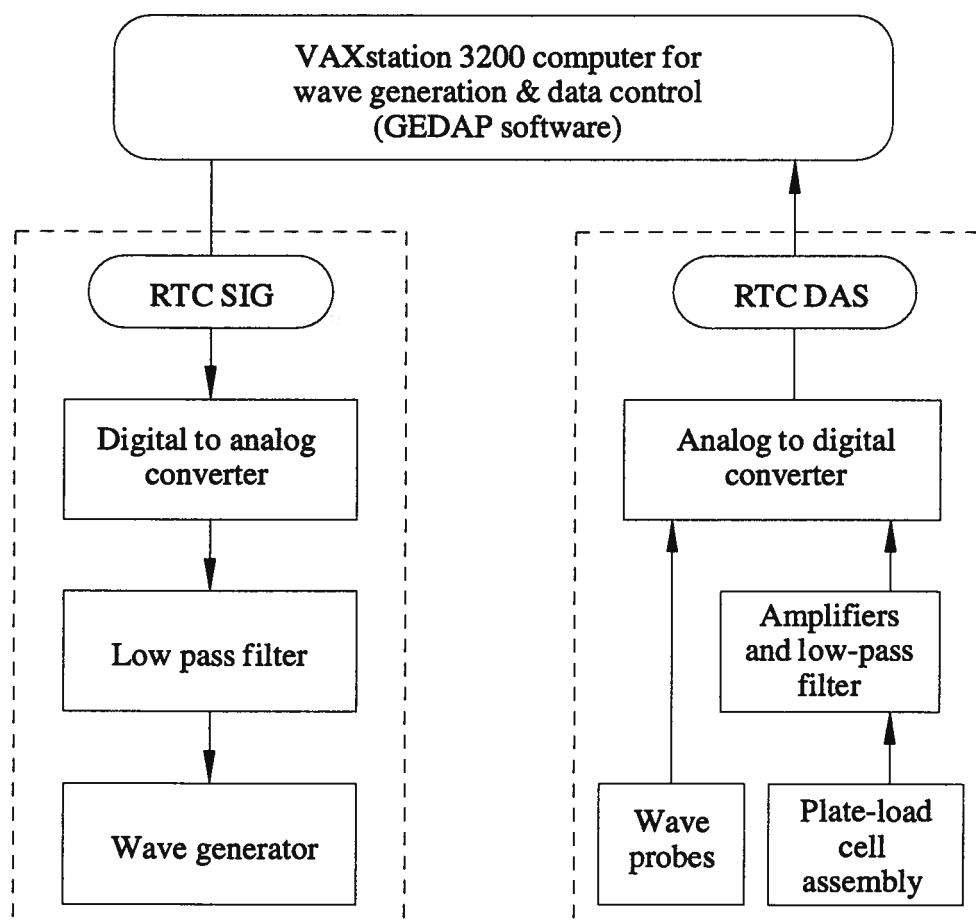 VAXstation 3200 computer for
wave generation & data control
(GEDAP software)
RTC SIG
Digital to analog
converter
Low pass filter
Wave generator
RTC DAS
Analog to digital
converter
Amplifiers
and low-pass
filter
Wave
probes
Plate-load
cell
assembly